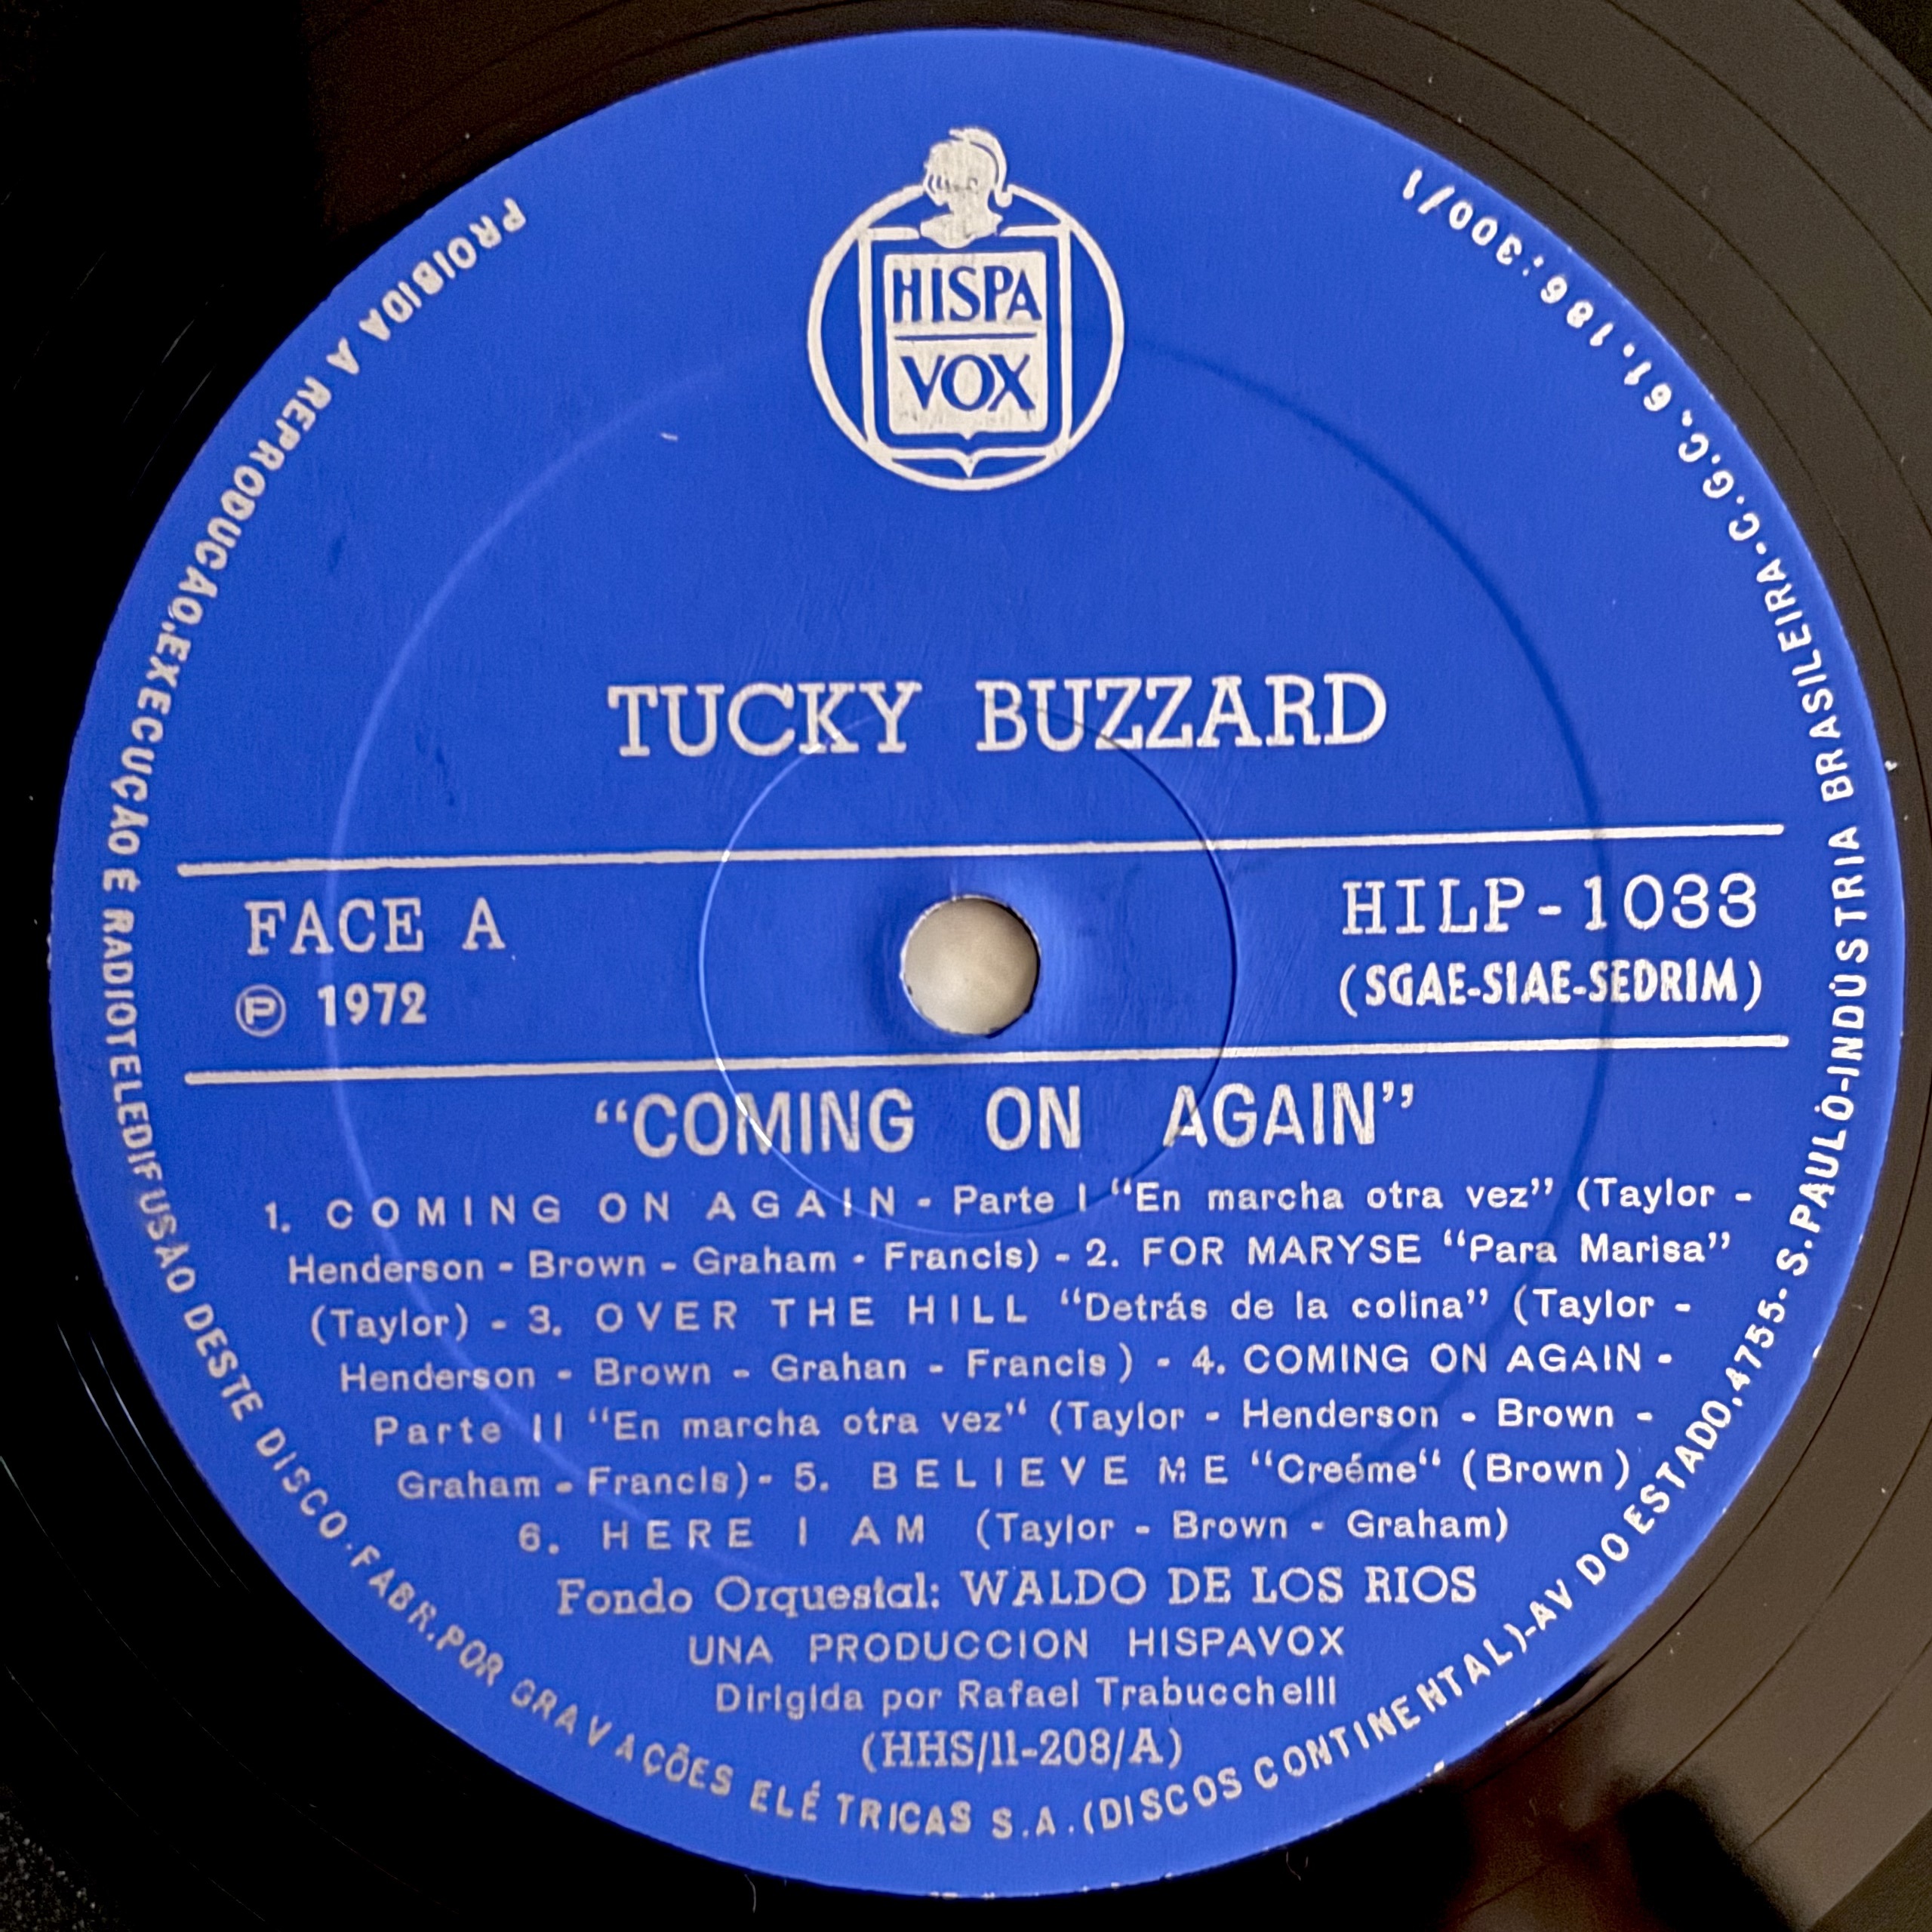 HISPA
VOX
TUCKY BUZZARD
FACE A
Ⓟ 1972
HILP-1033
(SGAE-SIAE-SEDRIM)
“COMING ON AGAIN”
1. COMING ON AGAIN - Parte I “En marcha otra vez” (Taylor -
Henderson - Brown - Graham - Francis) - 2. FOR MARYSE “Para Marisa”
(Taylor) - 3. OVER THE HILL “Detrás de la colina” (Taylor -
Henderson - Brown - Grahan - Francis) - 4. COMING ON AGAIN -
Parte II “En marcha otra vez“ (Taylor - Henderson - Brown -
Graham - Francis) - 5. BELIEVE ME “Creéme“ (Brown)
6. HERE I AM (Taylor - Brown - Graham)
Fondo Orquestal: WALDO DE LOS RIOS
UNA PRODUCCION HISPAVOX
Dirigida por Rafael Trabucchelli
(HHS/11-208/A)
PROIBIDA A REPRODUCAO.EXECUÇÃO E RADIOTELEDIFUSÃO DESTE DISCO.FABR.POR GRAVAÇÕES ELÉTRICAS S.A.(DISCOS CONTINENTAL)-AV DO ESTADO,4755-S.PAULO-INDÚSTRIA BRASILEIRA-C.G.C. 61.186.300/1